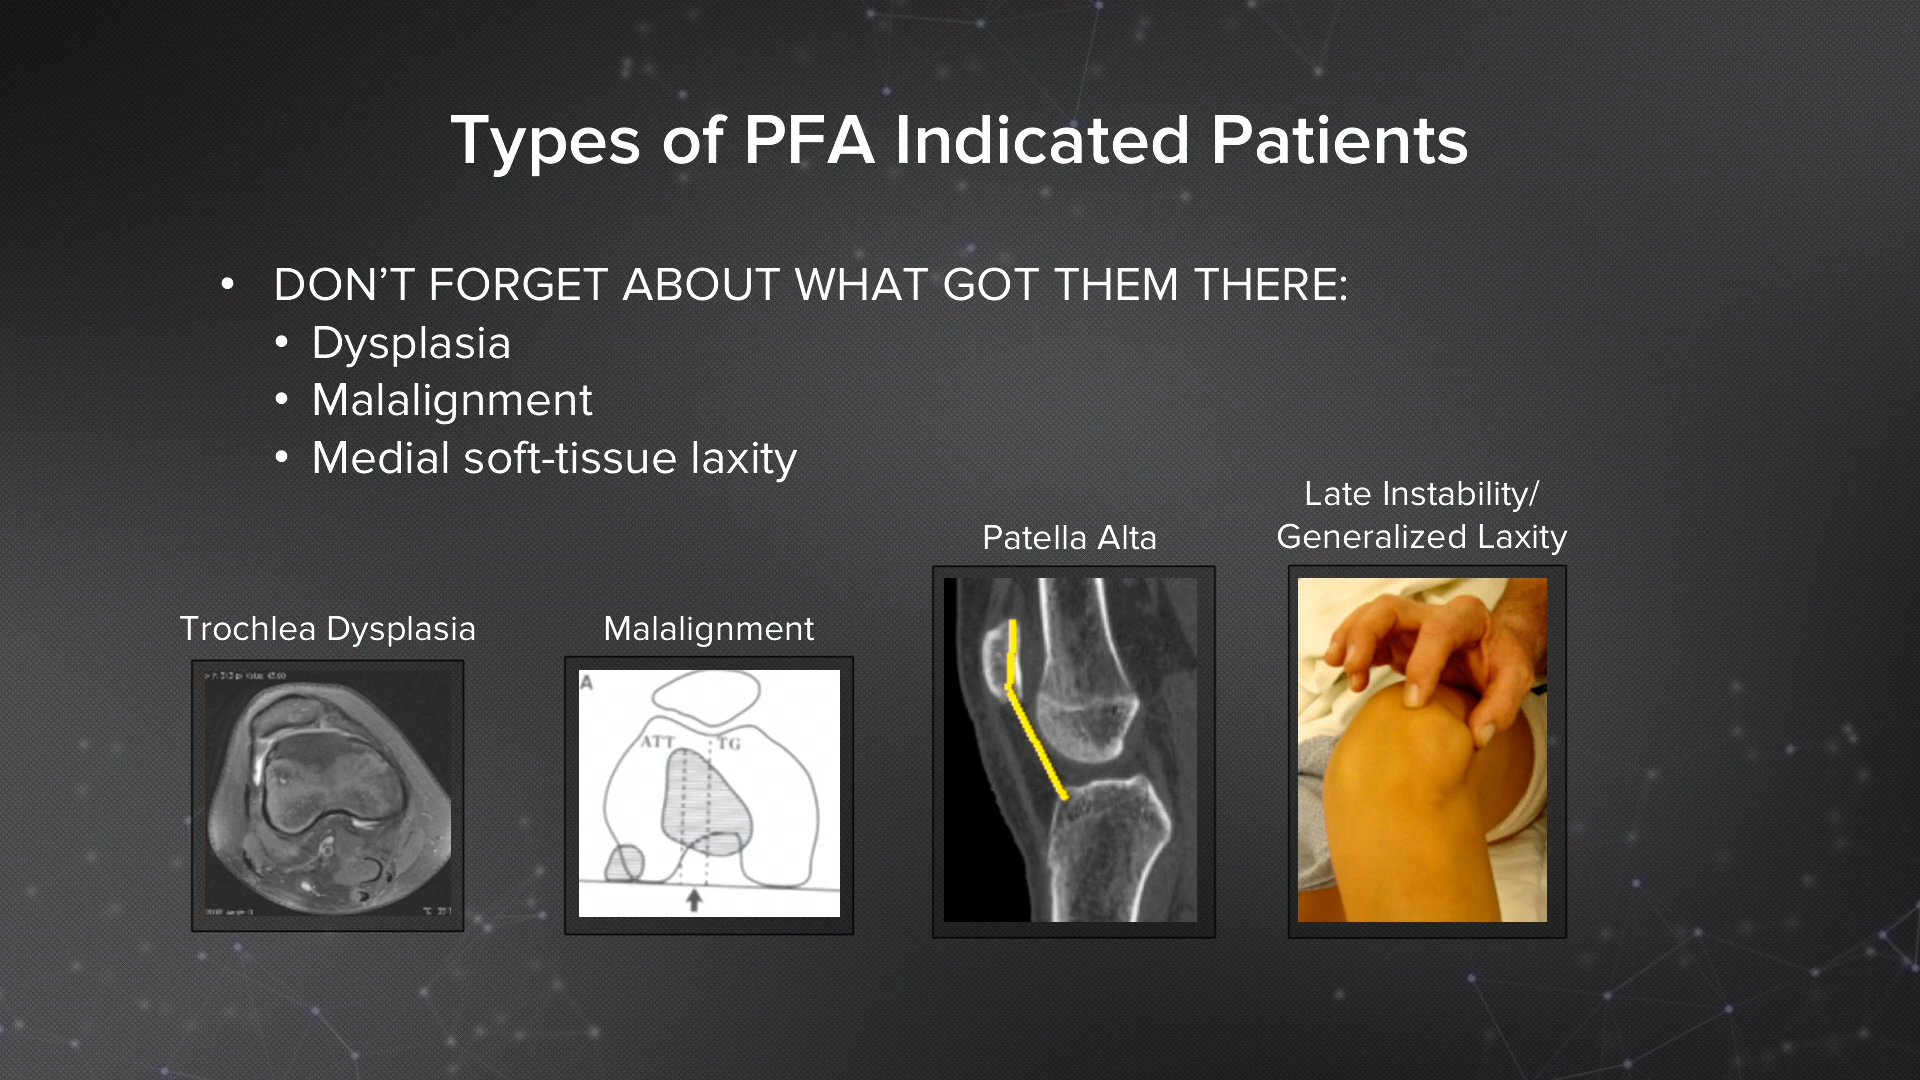 Types of PFA Indicated Patients
• DON’T FORGET ABOUT WHAT GOT THEM THERE:
• Dysplasia
• Malalignment
• Medial soft-tissue laxity
Trochlea Dysplasia
Malalignment
A
ATT TG
Patella Alta
Late Instability/
Generalized Laxity